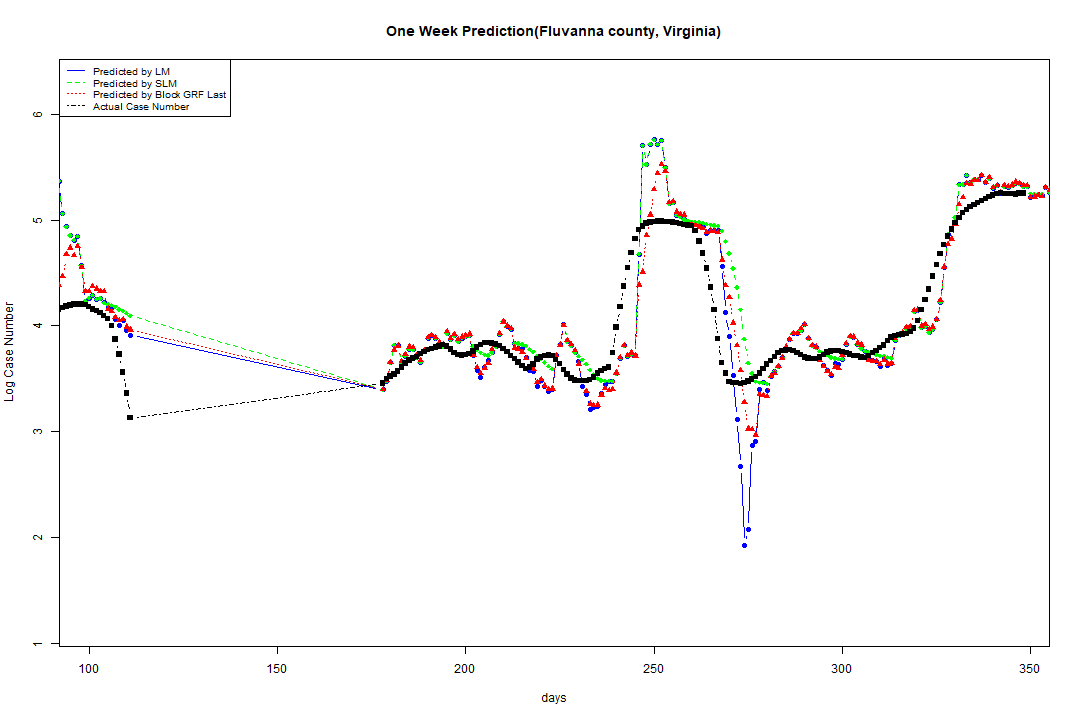 One Week Prediction(Fluvanna county, Virginia)
Predicted by LM
Predicted by SLM
Predicted by Block GRF Last
Actual Case Number
6
5
4
3
2
1
Log Case Number
100 150 200 250 300 350
days